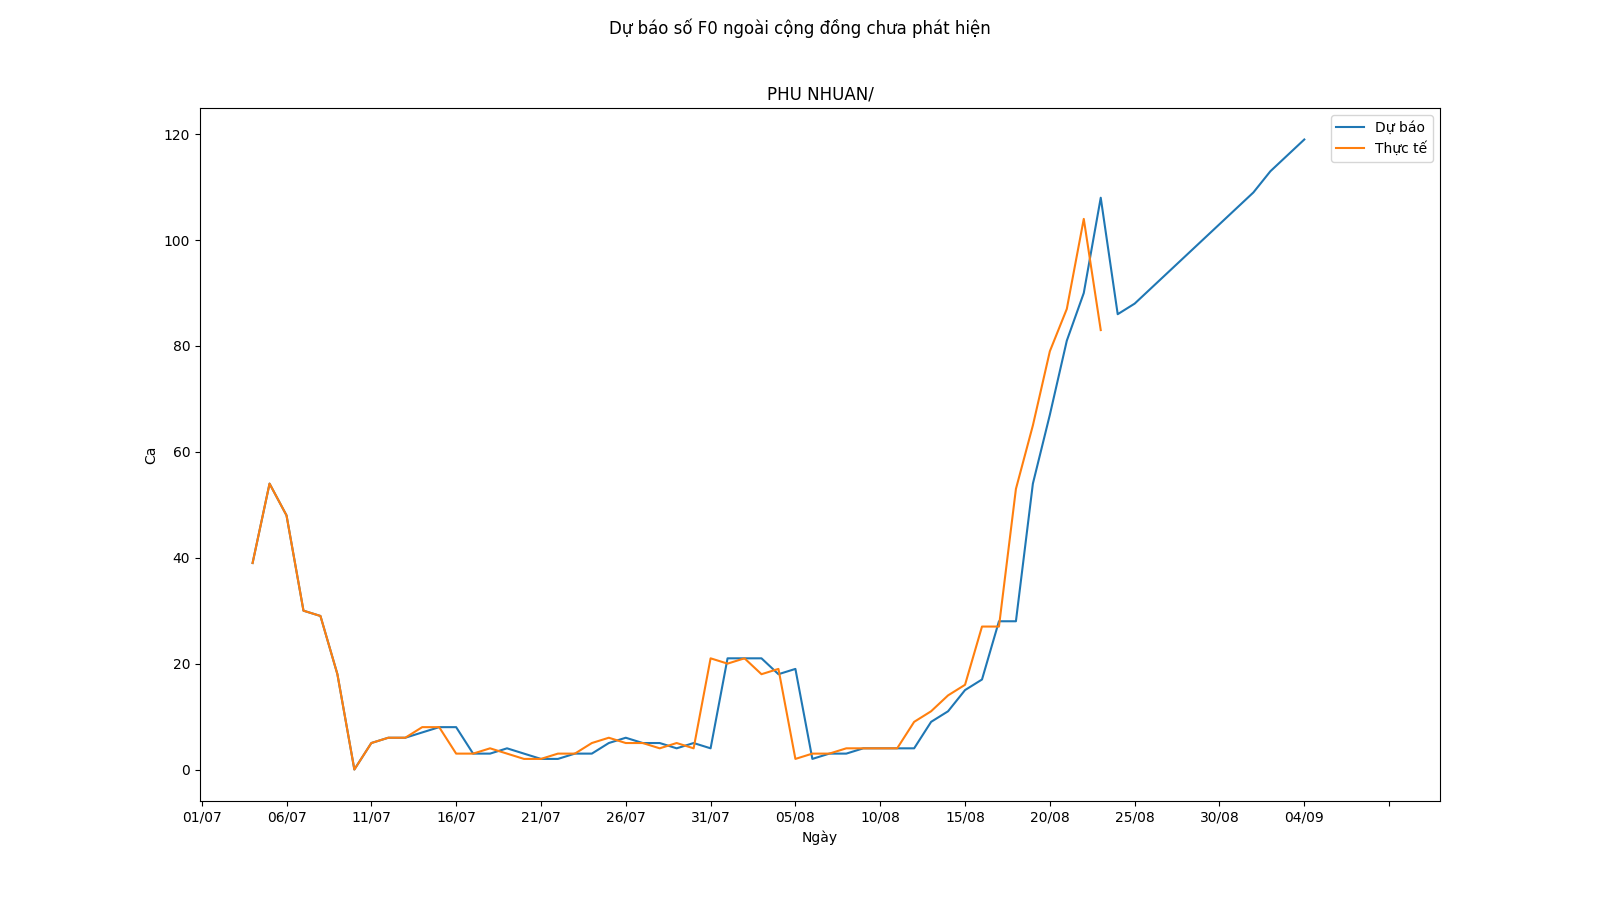 Dự báo số F0 ngoài cộng đồng chưa phát hiện
PHU NHUAN/
Dự báo
Thực tế
120
100
80
60
40
20
0
Ca
01/07 06/07 11/07 16/07 21/07 26/07 31/07 05/08 10/08 15/08 20/08 25/08 30/08 04/09
Ngày